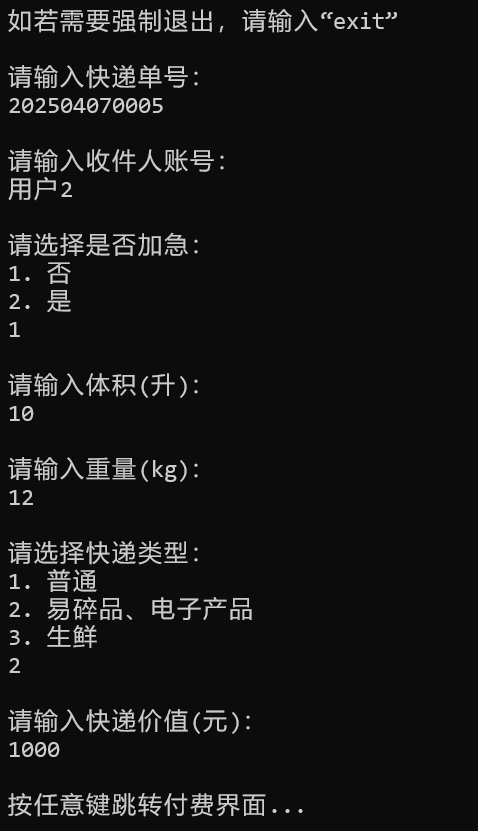 如若需要强制退出，请输入“exit”
请输入快递单号：
202504070005
请输入收件人账号：
用户2
请选择是否加急：
1. 否
2. 是
1
请输入体积(升)：
10
请输入重量(kg)：
12
请选择快递类型：
1. 普通
2. 易碎品、电子产品
3. 生鲜
2
请输入快递价值(元)：
1000
按任意键跳转付费界面...